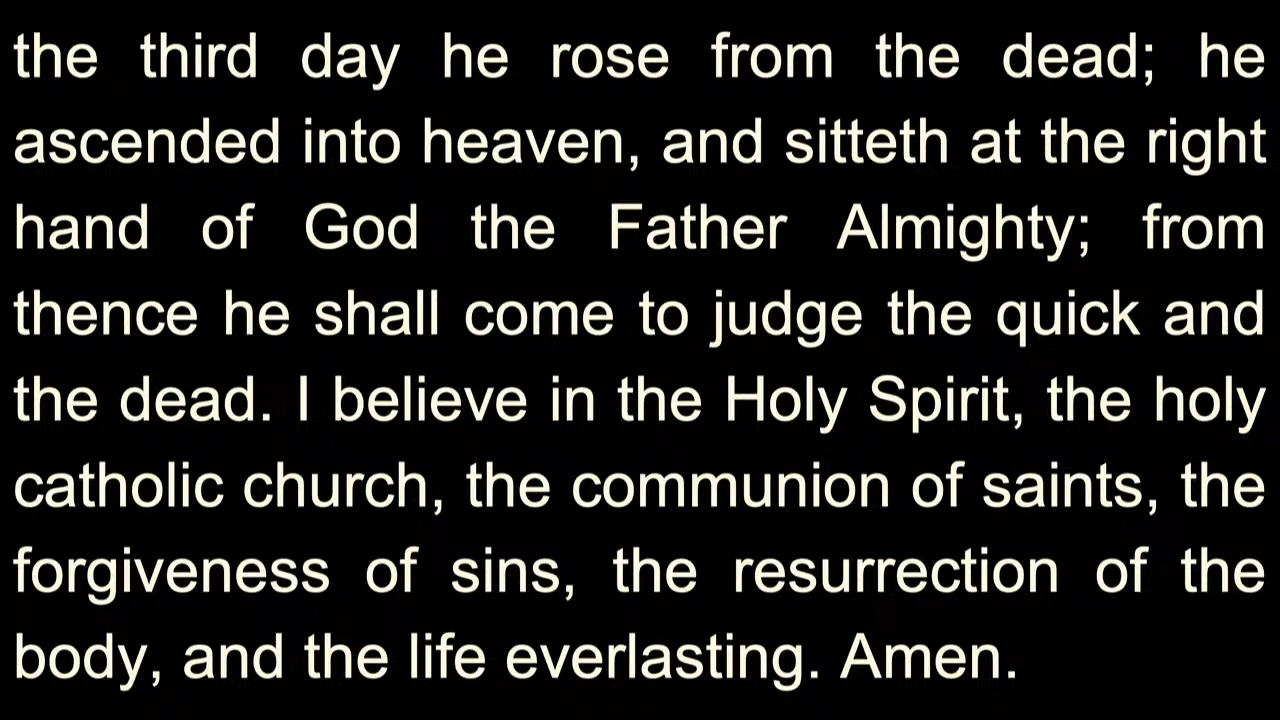 the third day he rose from the dead; he
ascended into heaven, and sitteth at the right
hand of God the Father Almighty; from
thence he shall come to judge the quick and
the dead. I believe in the Holy Spirit, the holy
catholic church, the communion of saints, the
forgiveness of sins, the resurrection of the
body, and the life everlasting. Amen.